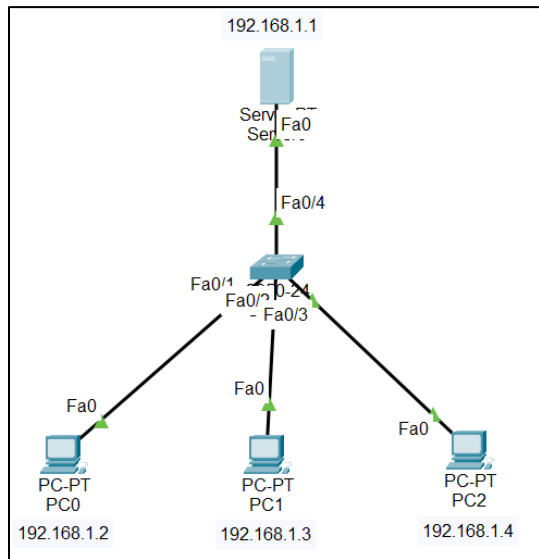 192.168.1.1
Fa0
Fa0/4
Fa0/1
Fa0/2
Fa0/3
Fa0
Fa0
Fa0
PC-PT
PC0
PC-PT
PC1
PC-PT
PC2
192.168.1.2
192.168.1.3
192.168.1.4